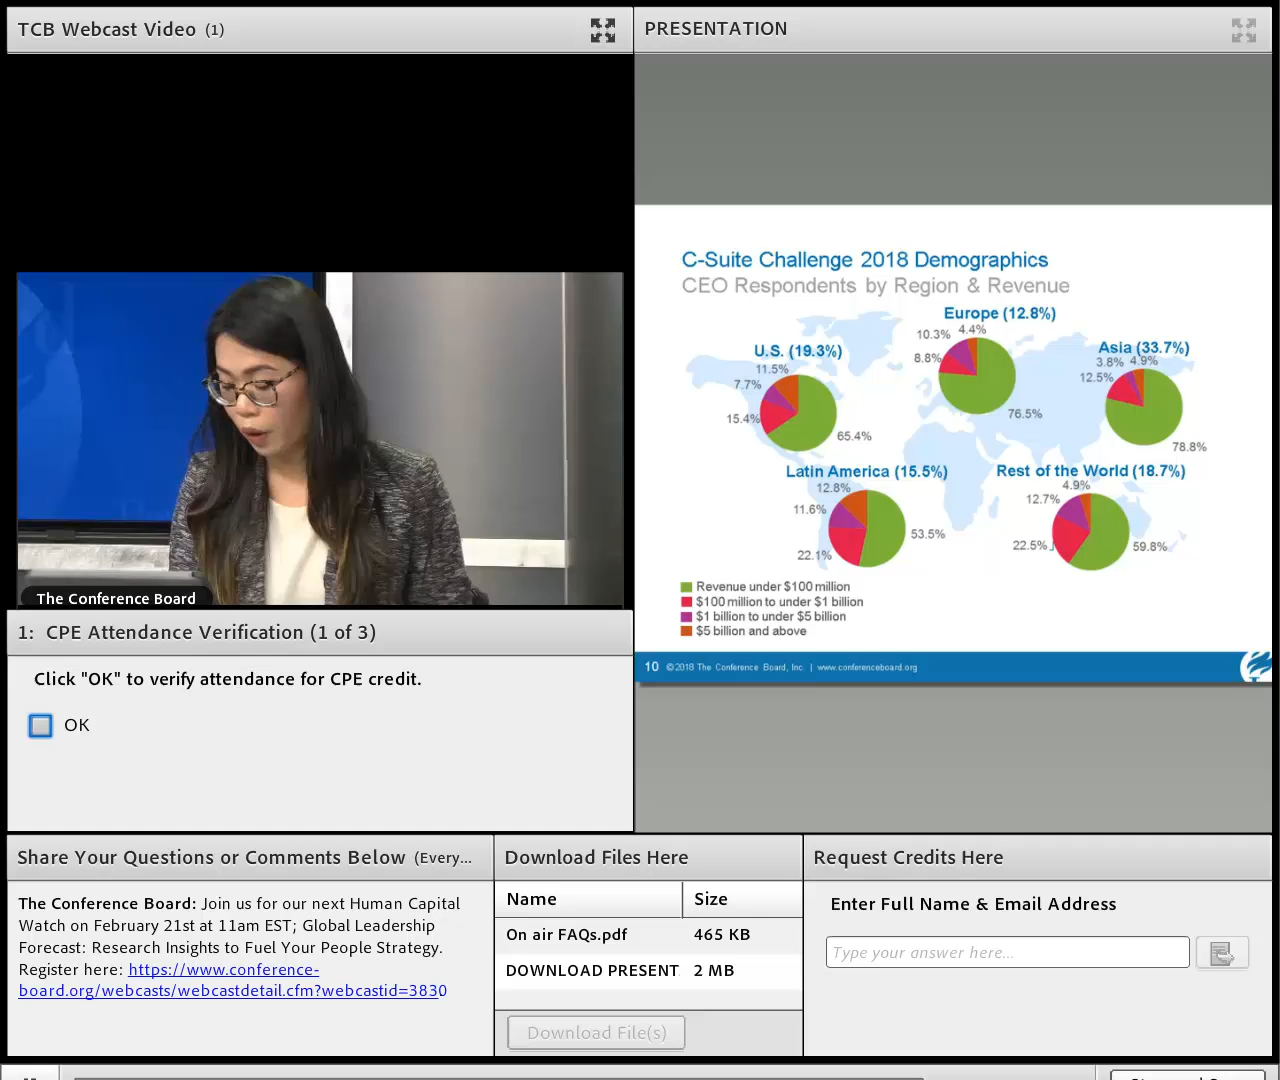 TCB Webcast Video (1)
PRESENTATION
C-Suite Challenge 2018 Demographics
CEO Respondents by Region & Revenue
Europe (12.8%)
10.3% 4.4%
8.8%
76.5%
U.S. (19.3%)
11.5%
7.7%
15.4%
65.4%
Asia (33.7%)
3.8% 4.9%
12.5%
78.8%
Latin America (15.5%)
12.8%
11.6%
22.1%
53.5%
Rest of the World (18.7%)
4.9%
12.7%
22.5%
59.8%
Revenue under $100 million
$100 million to under $1 billion
$1 billion to under $5 billion
$5 billion and above
10 ©2018 The Conference Board, Inc. | www.conferenceboard.org
The Conference Board
1: CPE Attendance Verification (1 of 3)
Click "OK" to verify attendance for CPE credit.
OK
Share Your Questions or Comments Below (Every...
The Conference Board: Join us for our next Human Capital
Watch on February 21st at 11am EST; Global Leadership
Forecast: Research Insights to Fuel Your People Strategy.
Register here: https://www.conference-
board.org/webcasts/webcastdetail.cfm?webcastid=3830
Download Files Here
Name Size
On air FAQs.pdf 465 KB
DOWNLOAD PRESENT 2 MB
Download File(s)
Request Credits Here
Enter Full Name & Email Address
Type your answer here...